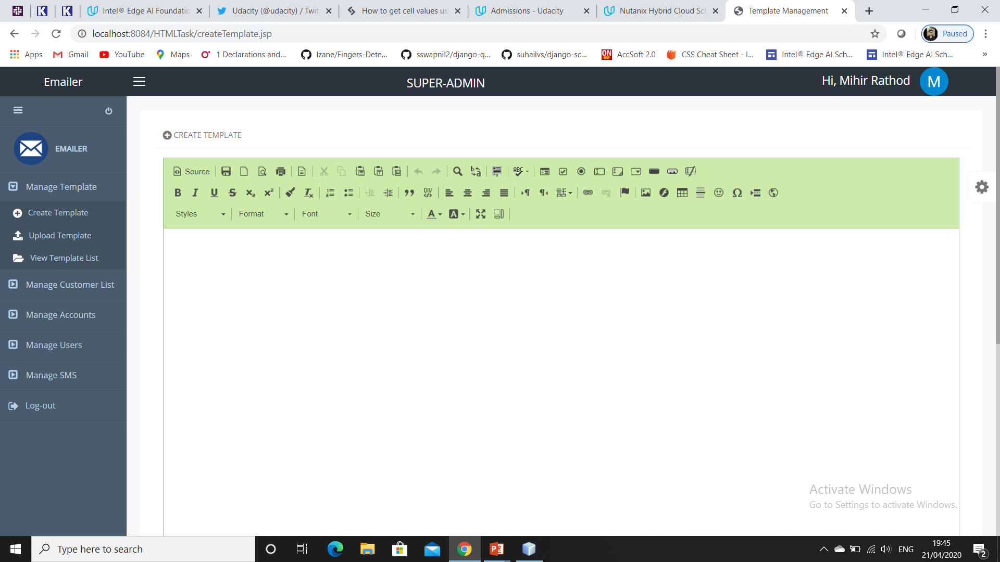 Intel® Edge AI Foundatio
Udacity (@udacity) / Twit
How to get cell values usi
Admissions - Udacity
Nutanix Hybrid Cloud Sch
Template Management
localhost:8084/HTMLTask/createTemplate.jsp
Paused
Apps
Gmail
YouTube
Maps
1 Declarations and...
Izane/Fingers-Dete...
sswapnil2/django-q...
suhailvs/django-sc...
AccSoft 2.0
CSS Cheat Sheet - I...
Intel® Edge AI Sch...
Intel® Edge AI Sch...
Emailer
SUPER-ADMIN
Hi, Mihir Rathod
M
EMAILER
Manage Template
Create Template
Upload Template
View Template List
Manage Customer List
Manage Accounts
Manage Users
Manage SMS
Log-out
CREATE TEMPLATE
Source
Styles
Format
Font
Size
Activate Windows
Go to Settings to activate Windows.
Type here to search
ENG
19:45
21/04/2020
2